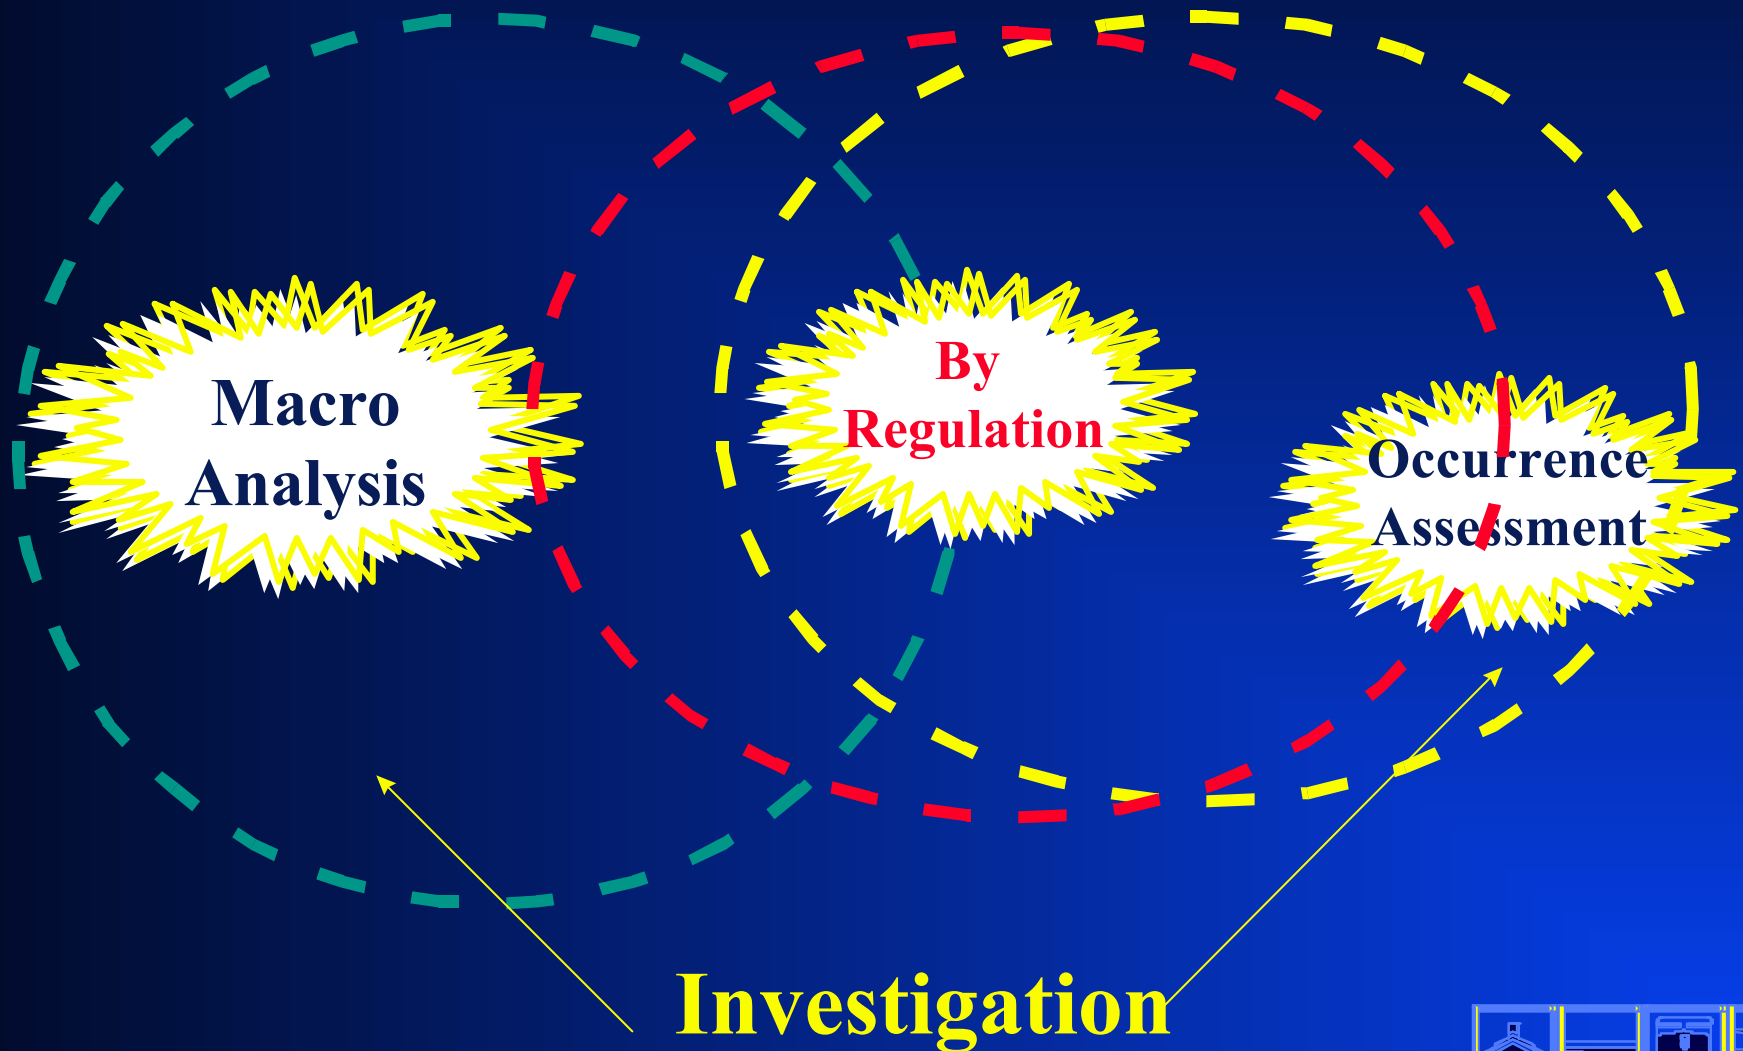 Macro
Analysis
By
Regulation
Occurrence
Assessment
Investigation